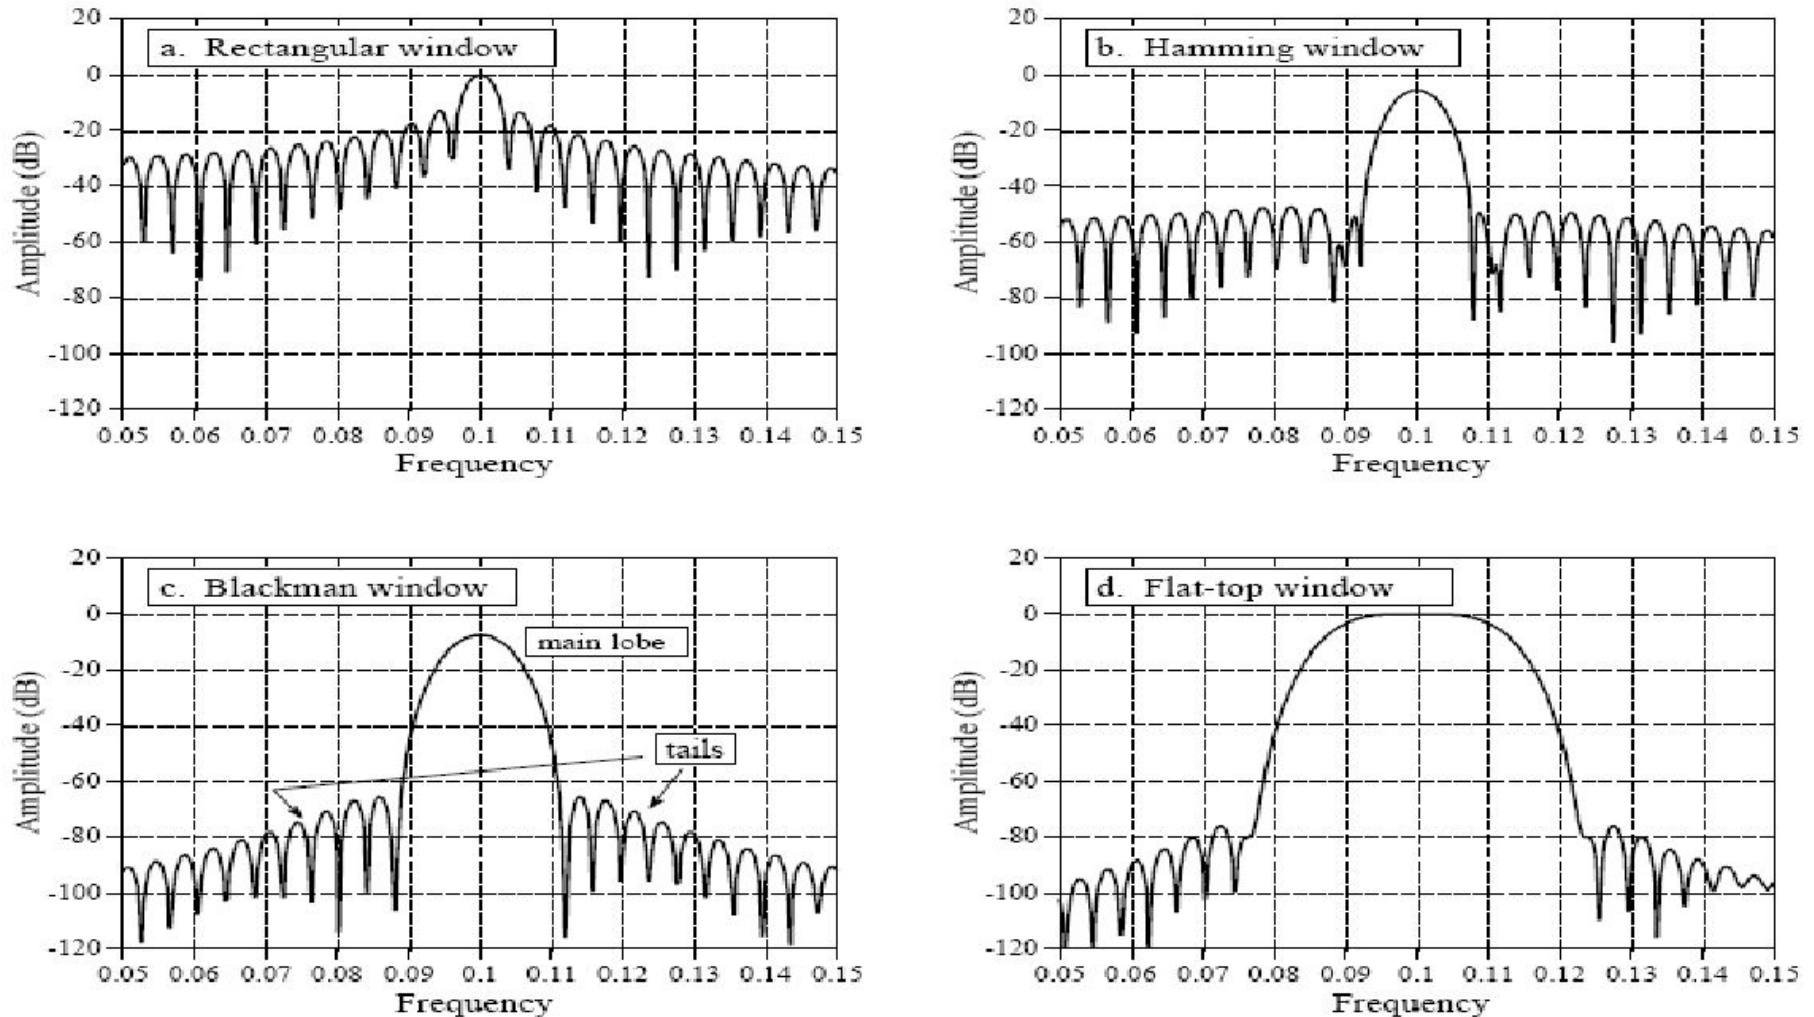 a. Rectangular window
20
0
-20
-40
-60
-80
-100
-120
Amplitude (dB)
0.05 0.06 0.07 0.08 0.09 0.1 0.11 0.12 0.13 0.14 0.15
Frequency
b. Hamming window
20
0
-20
-40
-60
-80
-100
-120
Amplitude (dB)
0.05 0.06 0.07 0.08 0.09 0.1 0.11 0.12 0.13 0.14 0.15
Frequency
c. Blackman window
main lobe
tails
20
0
-20
-40
-60
-80
-100
-120
Amplitude (dB)
0.05 0.06 0.07 0.08 0.09 0.1 0.11 0.12 0.13 0.14 0.15
Frequency
d. Flat-top window
20
0
-20
-40
-60
-80
-100
-120
Amplitude (dB)
0.05 0.06 0.07 0.08 0.09 0.1 0.11 0.12 0.13 0.14 0.15
Frequency